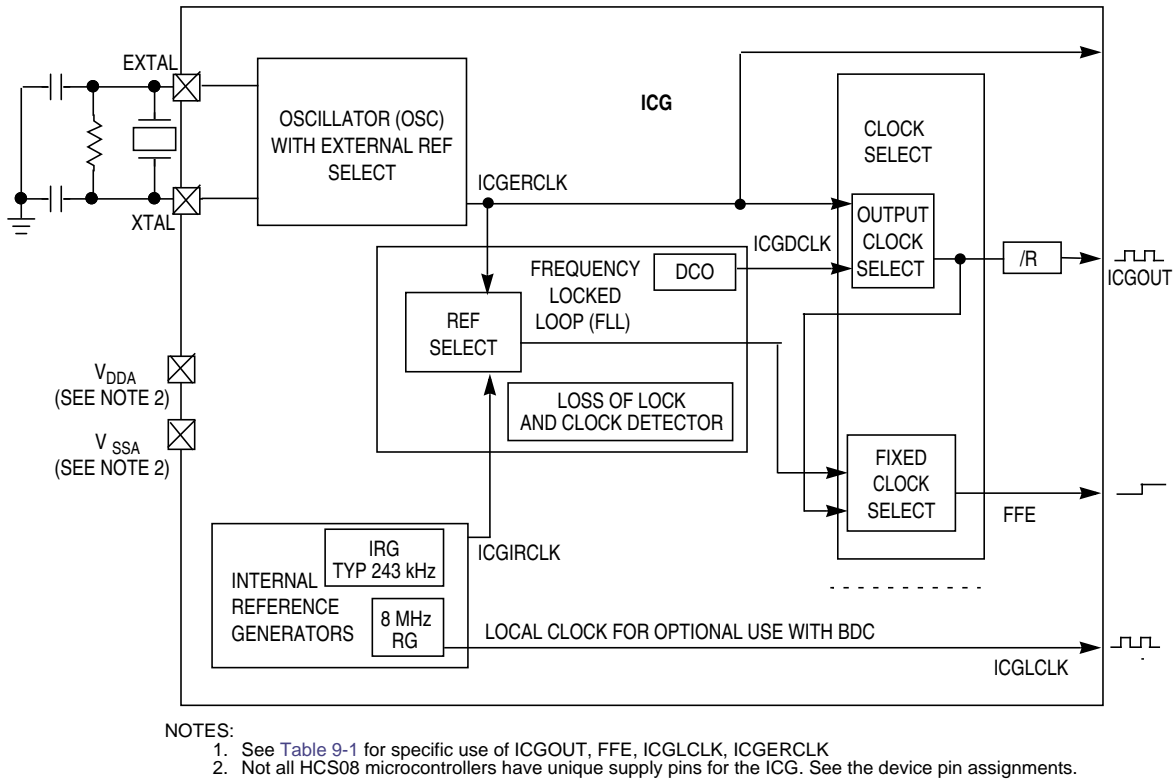 EXTAL
OSCILLATOR (OSC)
WITH EXTERNAL REF
SELECT
ICG
CLOCK
SELECT
ICGERCLK
XTAL
OUTPUT
CLOCK
SELECT
ICGDCLK
/R
ICGOUT
FREQUENCY
LOCKED
LOOP (FLL)
DCO
REF
SELECT
VDDA
(SEE NOTE 2)
LOSS OF LOCK
AND CLOCK DETECTOR
V SSA
(SEE NOTE 2)
FIXED
CLOCK
SELECT
FFE
ICGIRCLK
IRG
TYP 243 kHz
INTERNAL
REFERENCE
GENERATORS
8 MHz
RG
LOCAL CLOCK FOR OPTIONAL USE WITH BDC
ICGLCLK
NOTES:
1. See Table 9-1 for specific use of ICGOUT, FFE, ICGLCLK, ICGERCLK
2. Not all HCS08 microcontrollers have unique supply pins for the ICG. See the device pin assignments.